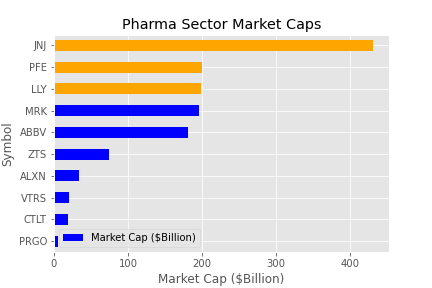 Pharma Sector Market Caps
JNJ
PFE
LLY
MRK
ABBV
ZTS
ALXN
VTRS
CTLT
PRGO
Symbol
Market Cap ($Billion)
0 100 200 300 400
Market Cap ($Billion)